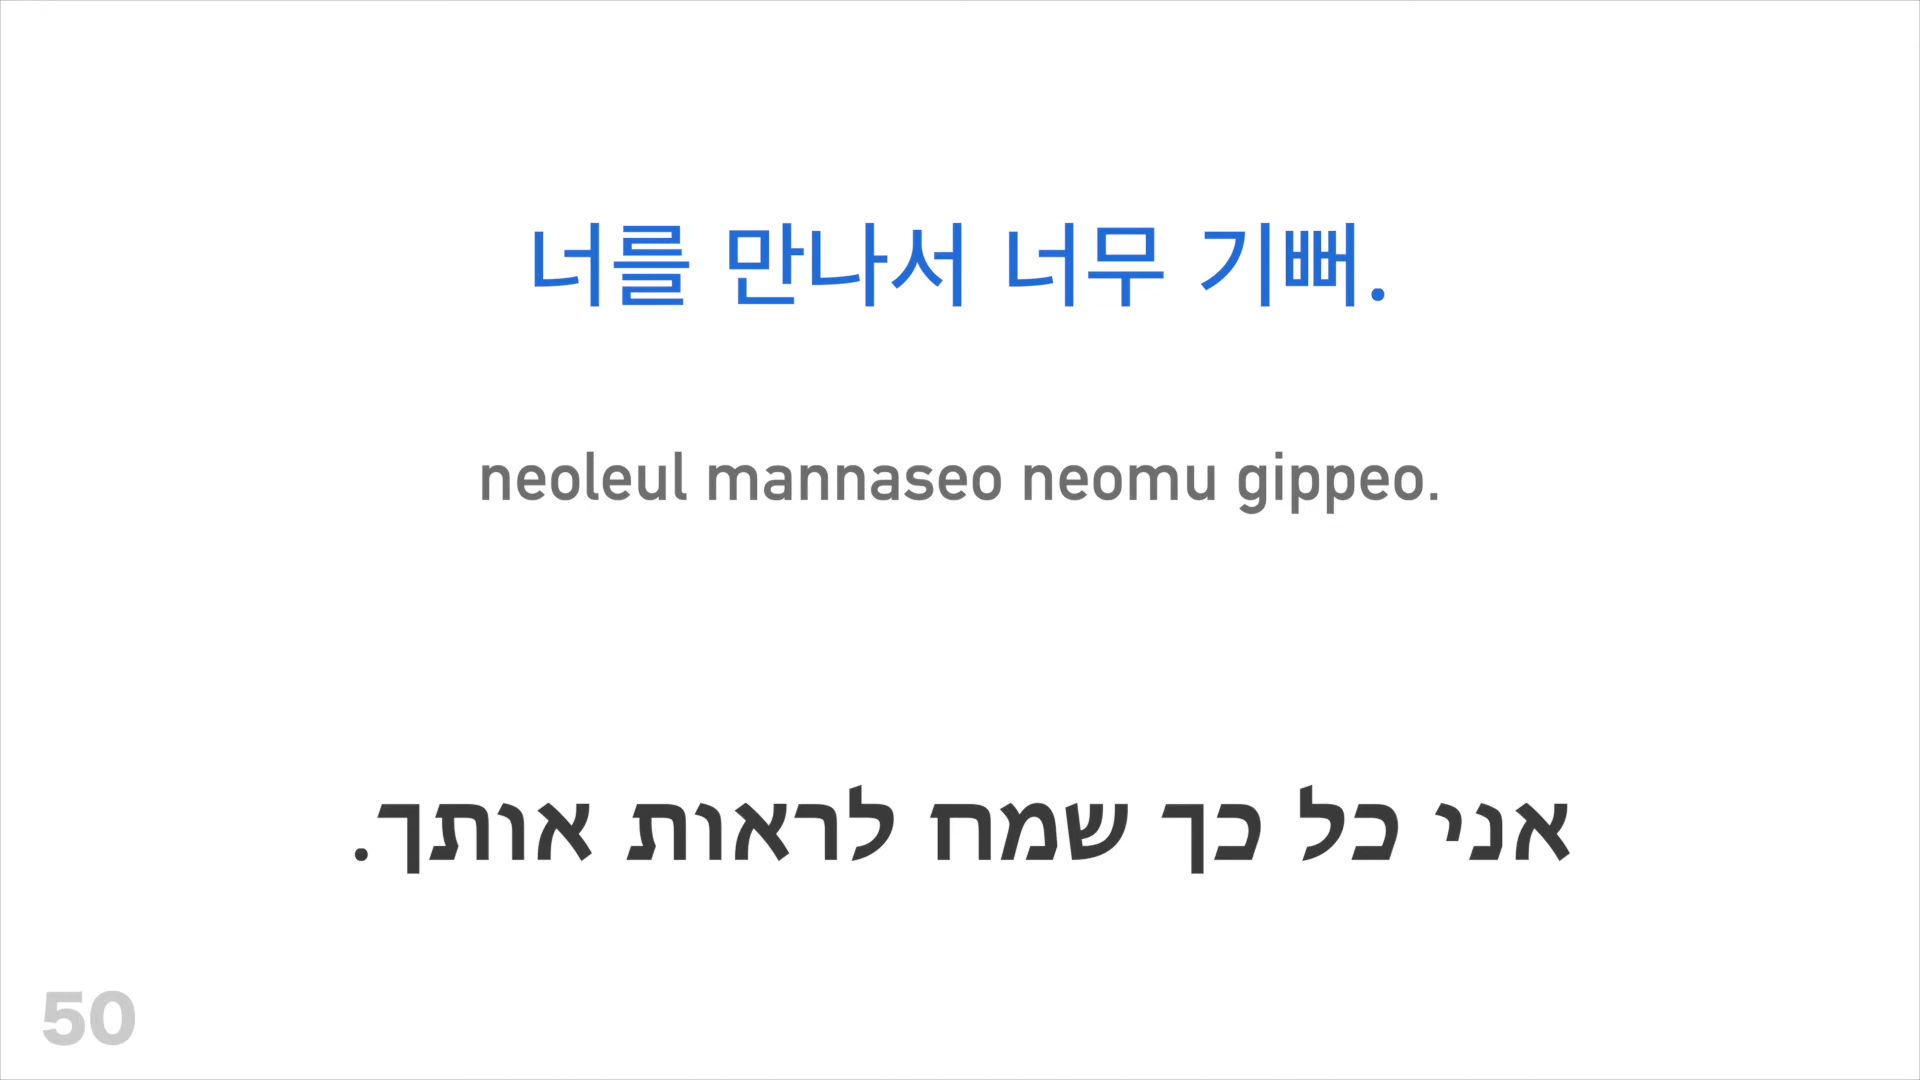 너를 만나서 너무 기뻐.
neoleul mannaseo neomu gippeo.
אני כל כך שמח לראות אותך.
50